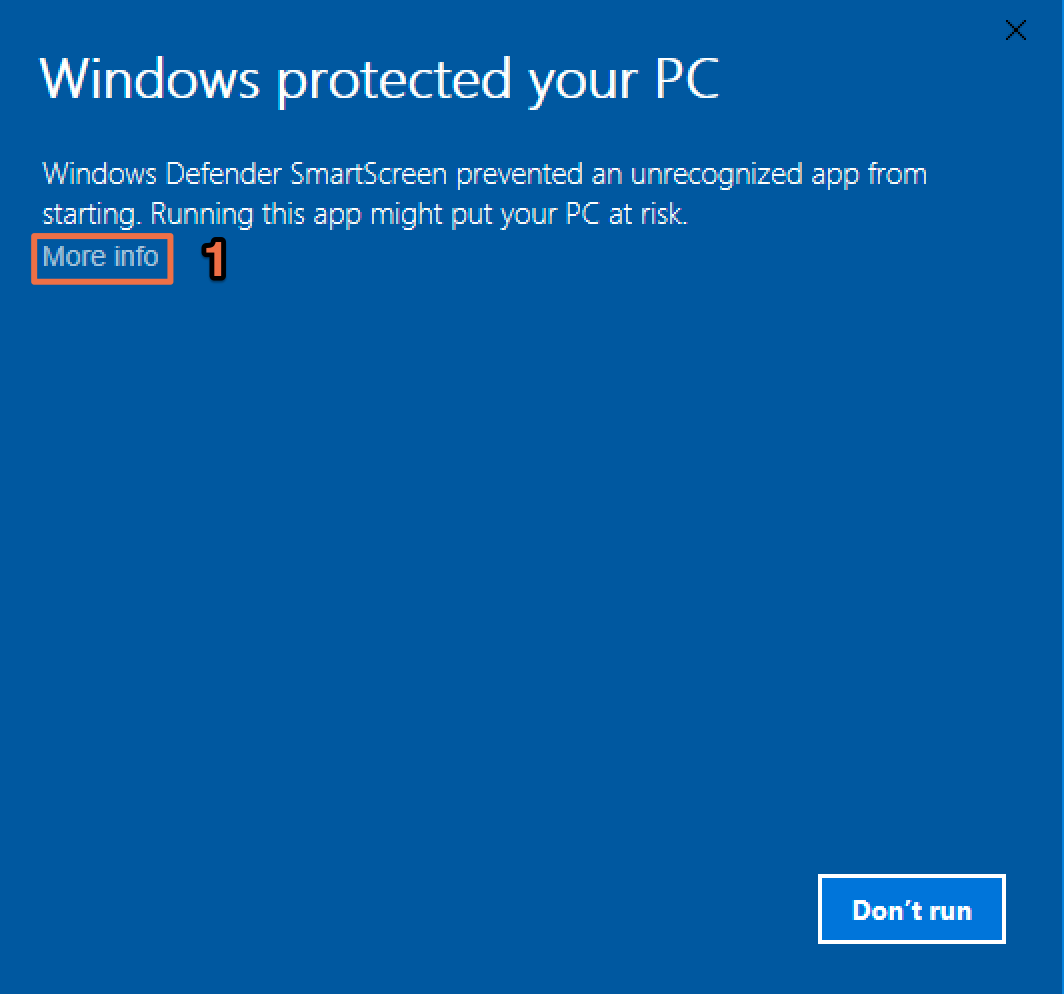 Windows protected your PC
Windows Defender SmartScreen prevented an unrecognized app from
starting. Running this app might put your PC at risk.
More info 1
Don't run